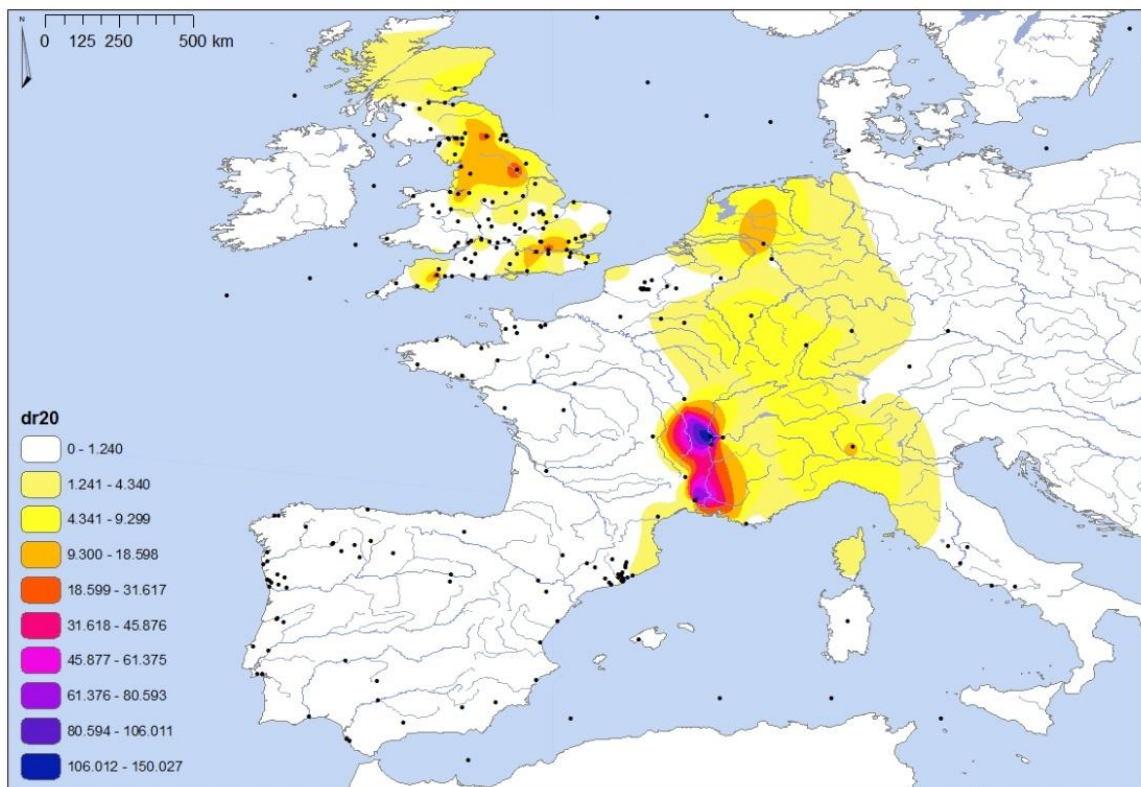 N
0 125 250 500 km
dr20
0 - 1.240
1.241 - 4.340
4.341 - 9.299
9.300 - 18.598
18.599 - 31.617
31.618 - 45.876
45.877 - 61.375
61.376 - 80.593
80.594 - 106.011
106.012 - 150.027